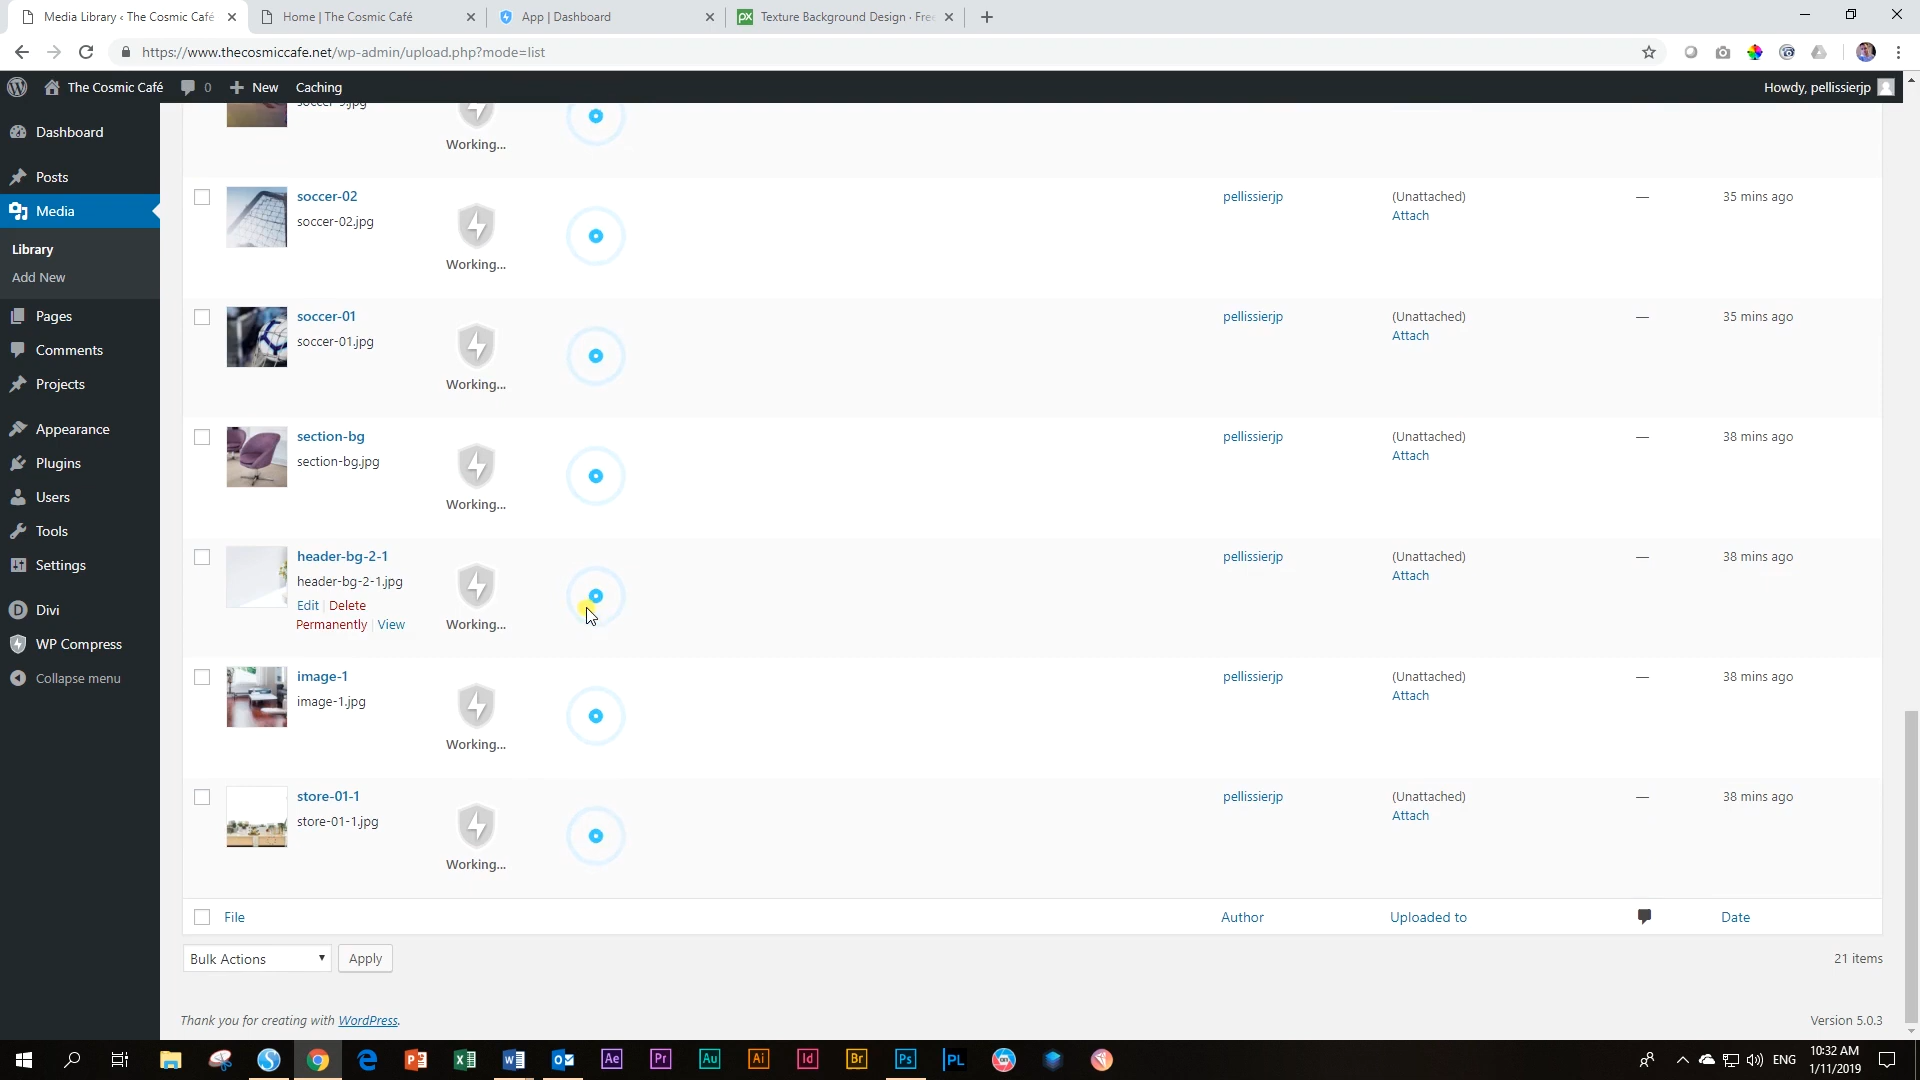 Media Library ‹ The Cosmic Café
Home | The Cosmic Café
App | Dashboard
Texture Background Design · Free
https://www.thecosmiccafe.net/wp-admin/upload.php?mode=list
The Cosmic Café
0
New
Caching
Howdy, pellissierjp
Dashboard
Posts
Media
Library
Add New
Pages
Comments
Projects
Appearance
Plugins
Users
Tools
Settings
Divi
WP Compress
Collapse menu
soccer-9.jpg
Working...
soccer-02
soccer-02.jpg
Working...
pellissierjp
(Unattached)
Attach
—
35 mins ago
soccer-01
soccer-01.jpg
Working...
pellissierjp
(Unattached)
Attach
—
35 mins ago
section-bg
section-bg.jpg
Working...
pellissierjp
(Unattached)
Attach
—
38 mins ago
header-bg-2-1
header-bg-2-1.jpg
Edit | Delete
Permanently | View
Working...
pellissierjp
(Unattached)
Attach
—
38 mins ago
image-1
image-1.jpg
Working...
pellissierjp
(Unattached)
Attach
—
38 mins ago
store-01-1
store-01-1.jpg
Working...
pellissierjp
(Unattached)
Attach
—
38 mins ago
File
Author
Uploaded to
Date
Bulk Actions
Apply
21 items
Thank you for creating with WordPress.
Version 5.0.3
ENG
10:32 AM
1/11/2019